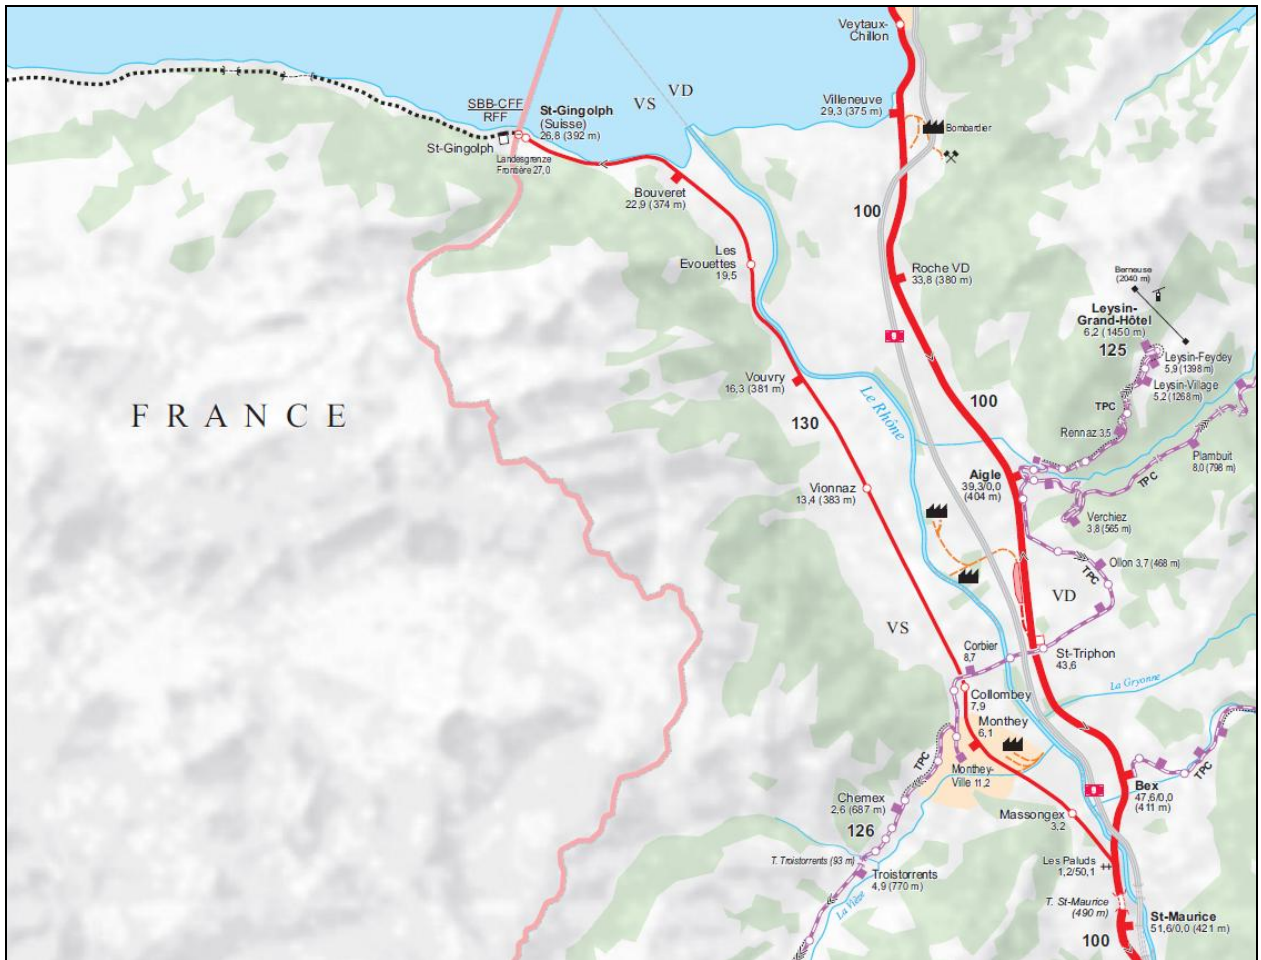 Veytaux-
Chillon
VD
VS
Villeneuve
29,3 (375 m)
Bombardier
SBB-CFF
RFF
St-Gingolph
(Suisse)
26,8 (392 m)
St-Gingolph
Landesgrenze
Frontière 27,0
Bouveret
22,9 (374 m)
100
Les
Evouettes
19,5
Roche VD
33,8 (380 m)
Berneuse
(2040 m)
Leysin-
Grand-Hôtel
6,2 (1450 m)
125
Leysin-Feydey
5,9 (1398 m)
Leysin-Village
5,2 (1268 m)
Vouvry
16,3 (381 m)
Le Rhône
100
TPC
FRANCE
130
Rennaz 3,5
Plambuit
8,0 (798 m)
Aigle
39,3/0,0
(404 m)
TPC
Vionnaz
13,4 (383 m)
Verchiez
3,8 (565 m)
Ollon 3,7 (468 m)
TPC
VD
VS
Corbier
8,7
St-Triphon
43,6
La Gryonne
Collombey
7,9
Monthey
6,1
TPC
Monthey-
Ville 11,2
TPC
Bex
47,6/0,0
(411 m)
Chemex
2,6 (687 m)
126
Massongex
3,2
T. Troistorrents (93 m)
Les Paluds
1,2/50,1
Troistorrents
4,9 (770 m)
La Vièze
T. St-Maurice
(490 m)
St-Maurice
51,6/0,0 (421 m)
100